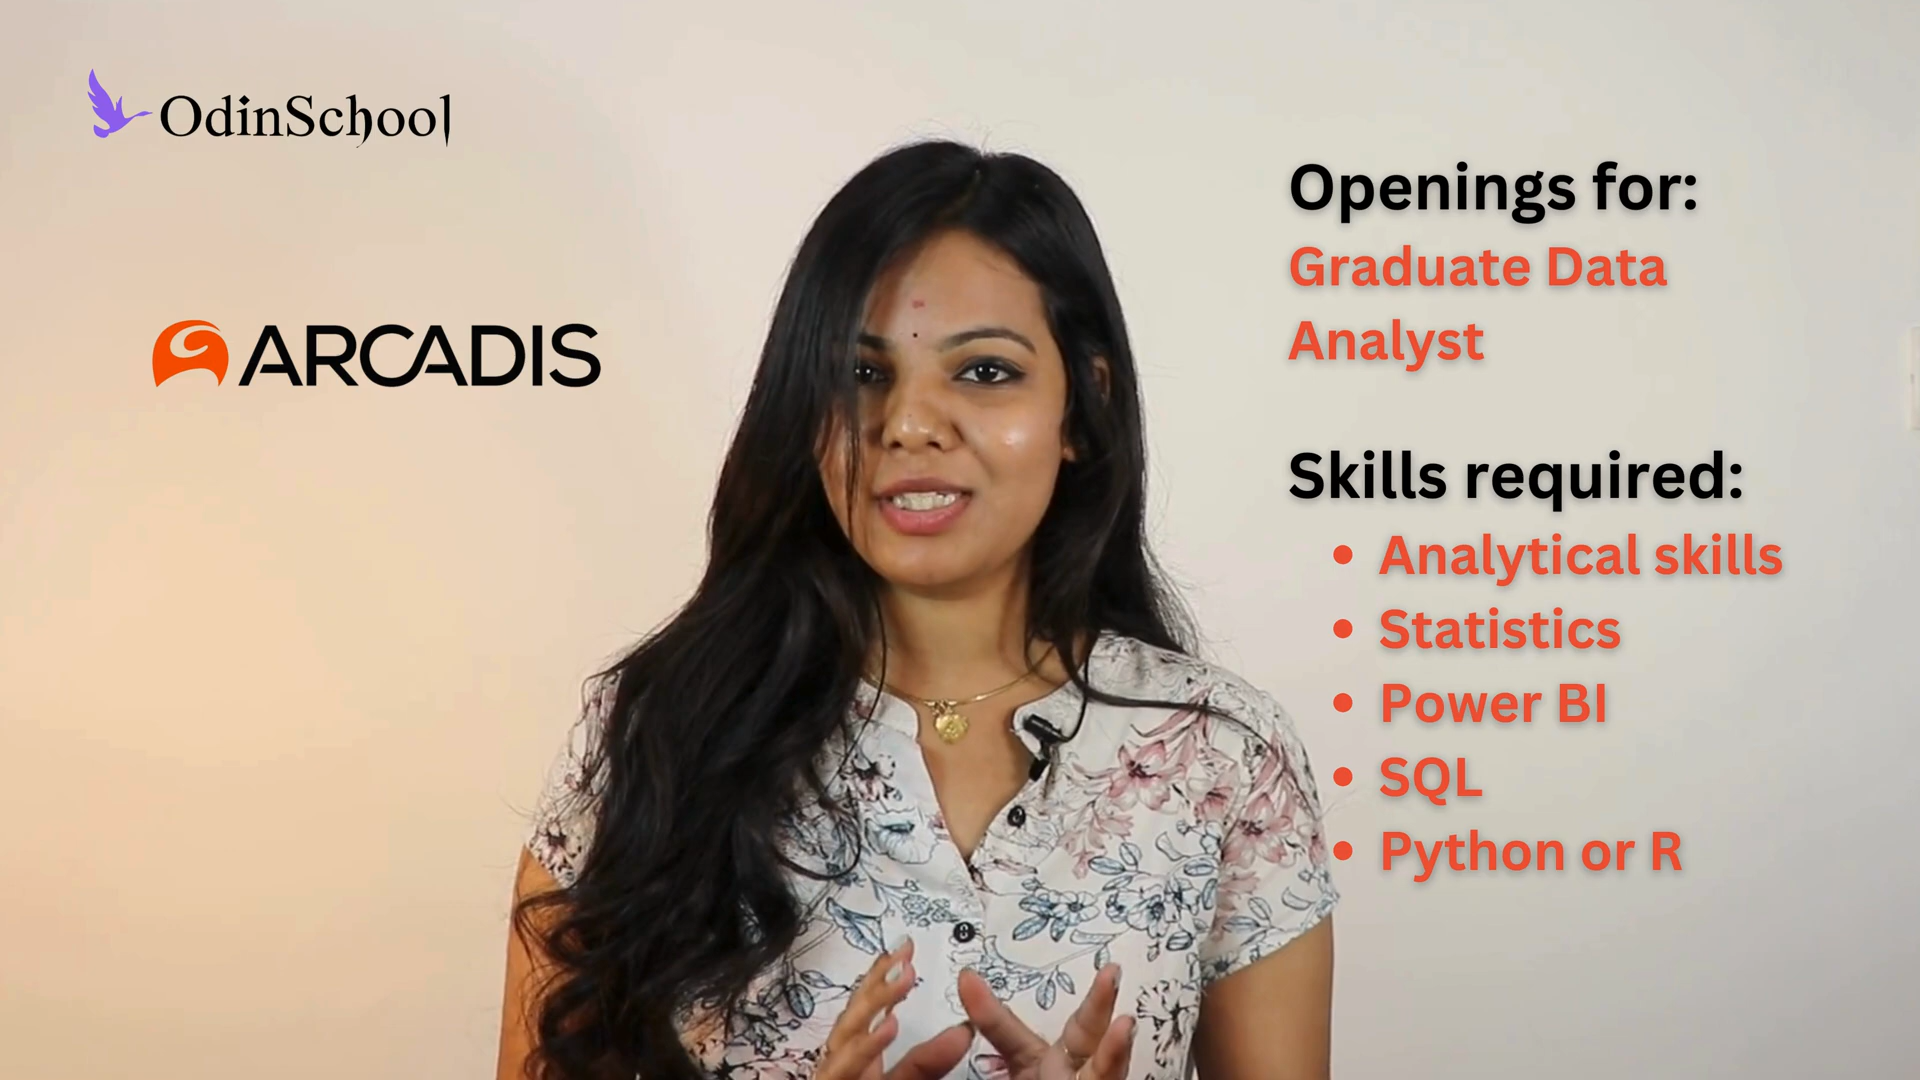 OdinSchool
ARCADIS
Openings for:
Graduate Data
Analyst
Skills required:
• Analytical skills
• Statistics
• Power BI
• SQL
• Python or R